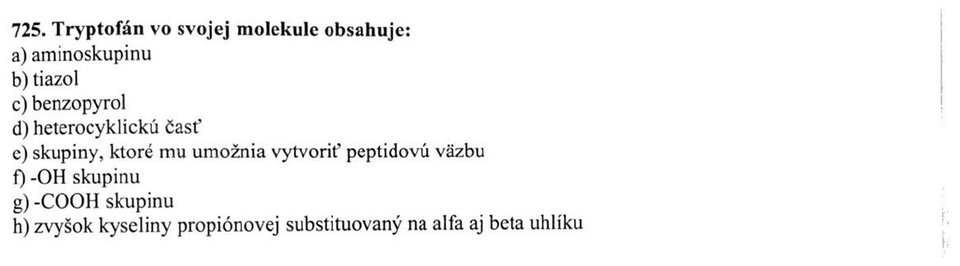 725. Tryptofán vo svojej molekule obsahuje:
a) aminoskupinu
b) tiazol
c) benzopyrol
d) heterocyklickú časť
e) skupiny, ktoré mu umožnia vytvoriť peptidovú väzbu
f) -OH skupinu
g) -COOH skupinu
h) zvyšok kyseliny propiónovej substituovaný na alfa aj beta uhlíku